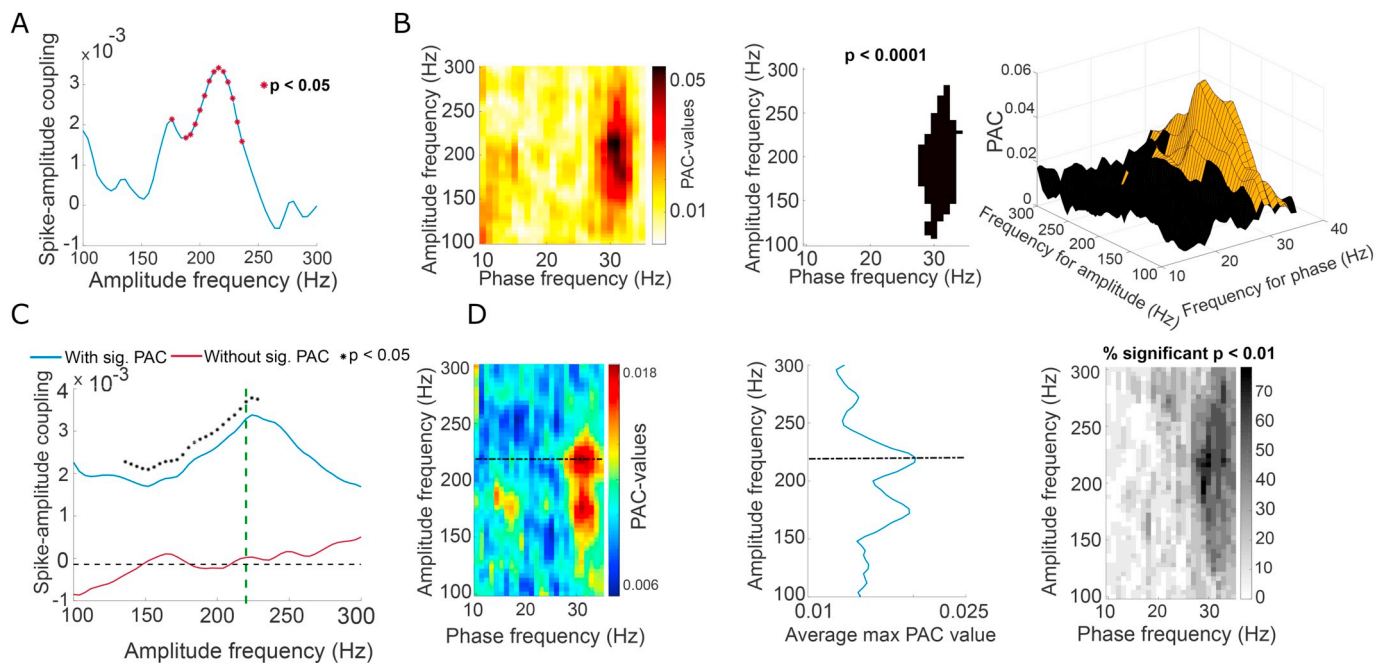 A
B
× 10⁻³
Spike-amplitude coupling
3
2
1
0
-1
100 150 200 250 300
Amplitude frequency (Hz)
p < 0.05
Amplitude frequency (Hz)
300
250
200
150
100
10 20 30
Phase frequency (Hz)
0.05
0.01
PAC-values
p < 0.0001
Amplitude frequency (Hz)
300
250
200
150
100
10 20 30
Phase frequency (Hz)
PAC
0.06
0.04
0.02
0
300 250 200 150 100
Frequency for amplitude (Hz)
10 20 30 40
Frequency for phase (Hz)
C
D
With sig. PAC
Without sig. PAC
p < 0.05
× 10⁻³
Spike-amplitude coupling
4
3
2
1
0
-1
100 150 200 250 300
Amplitude frequency (Hz)
Amplitude frequency (Hz)
300
250
200
150
100
10 20 30
Phase frequency (Hz)
0.018
0.006
PAC-values
Amplitude frequency (Hz)
300
250
200
150
100
0.01 0.025
Average max PAC value
% significant p < 0.01
Amplitude frequency (Hz)
300
250
200
150
100
10 20 30
Phase frequency (Hz)
70
60
50
40
30
20
10
0